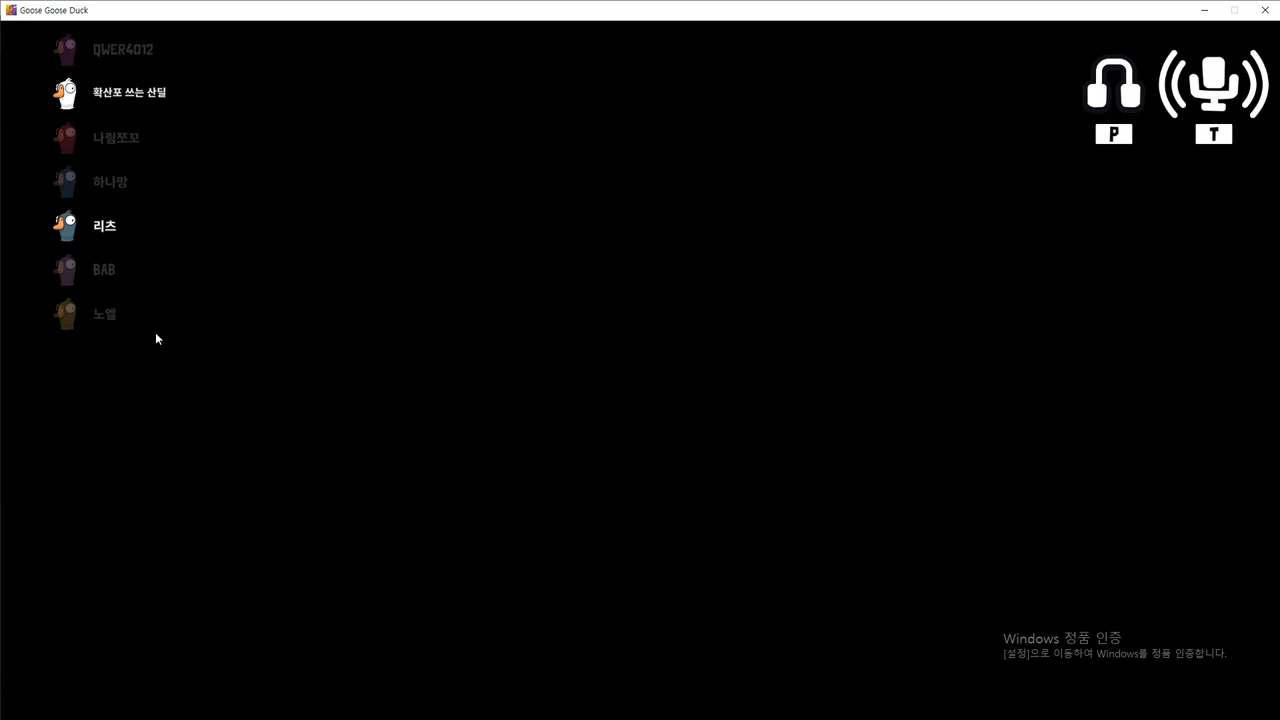 Goose Goose Duck
QWER4012
확산포 쓰는 산딜
나림쪼꼬
하나망
리츠
BAB
노엘
P
T
Windows 정품 인증
[설정]으로 이동하여 Windows를 정품 인증합니다.